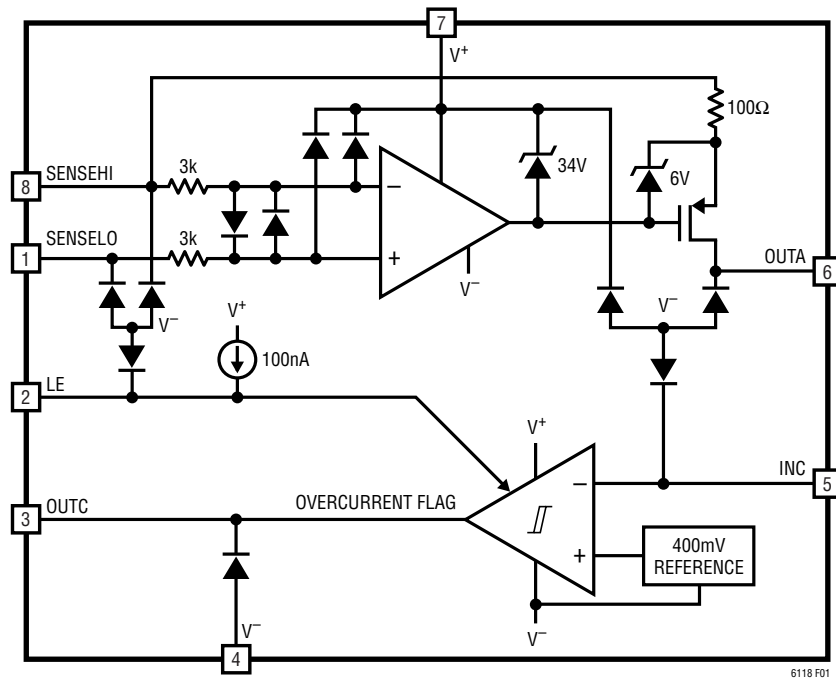 7
V+
100Ω
3k
34V
6V
8
SENSEHI
−
1
SENSELO
3k
+
V−
OUTA
6
V−
V−
V+
100nA
2
LE
V+
INC
5
−
3
OUTC
OVERCURRENT FLAG
+
400mV
REFERENCE
V−
V−
4
6118 F01